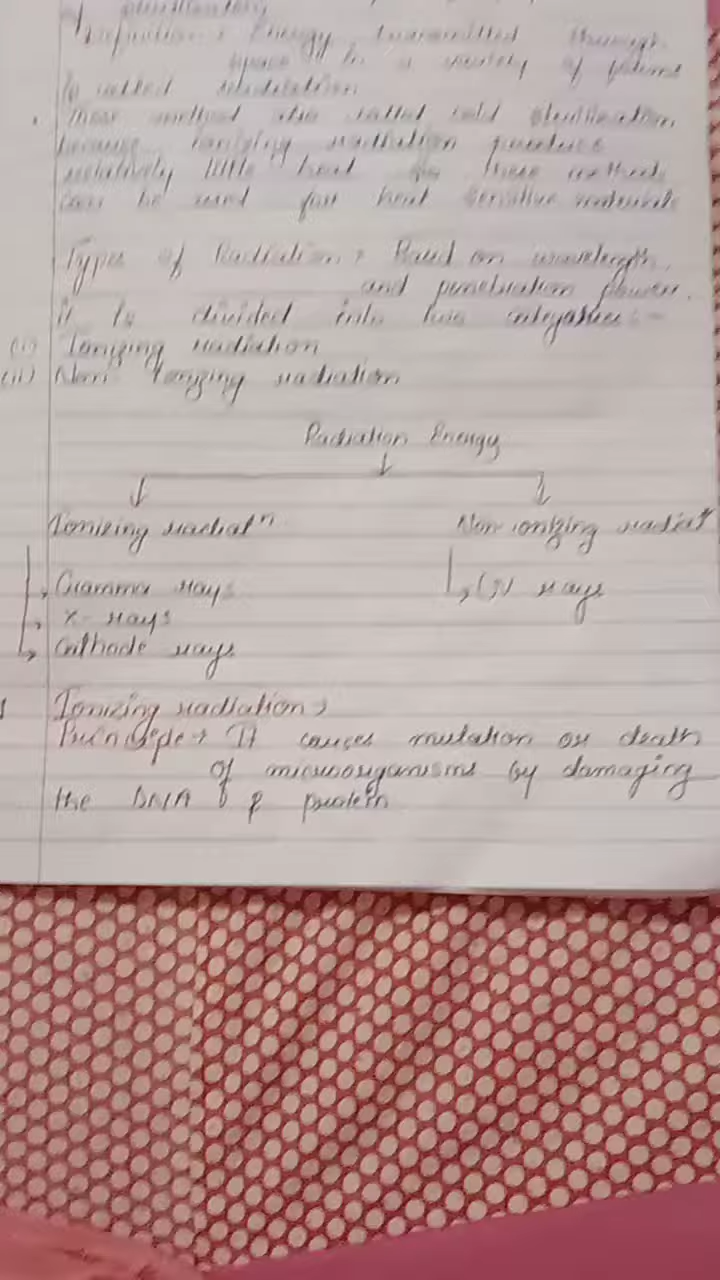 of
Definition : Energy transmitted through
space in a variety of forms
is called radiation
These method also called cold sterilization
because ionizing radiation produce
relatively little heat so these methods
can be used for heat sensitive materials
Types of Radiation : Based on wavelength
and penetration power
it is divided into two categories :-
(i) Ionizing radiation
(ii) Non Ionizing radiation
Radiation Energy
Ionizing radiatⁿ Non ionizing radiatⁿ
Gramma rays UV rays
X-rays
Cathode rays
Ionizing radiation →
Principle → It causes mutation or death
of microorganisms by damaging
the DNA & protein